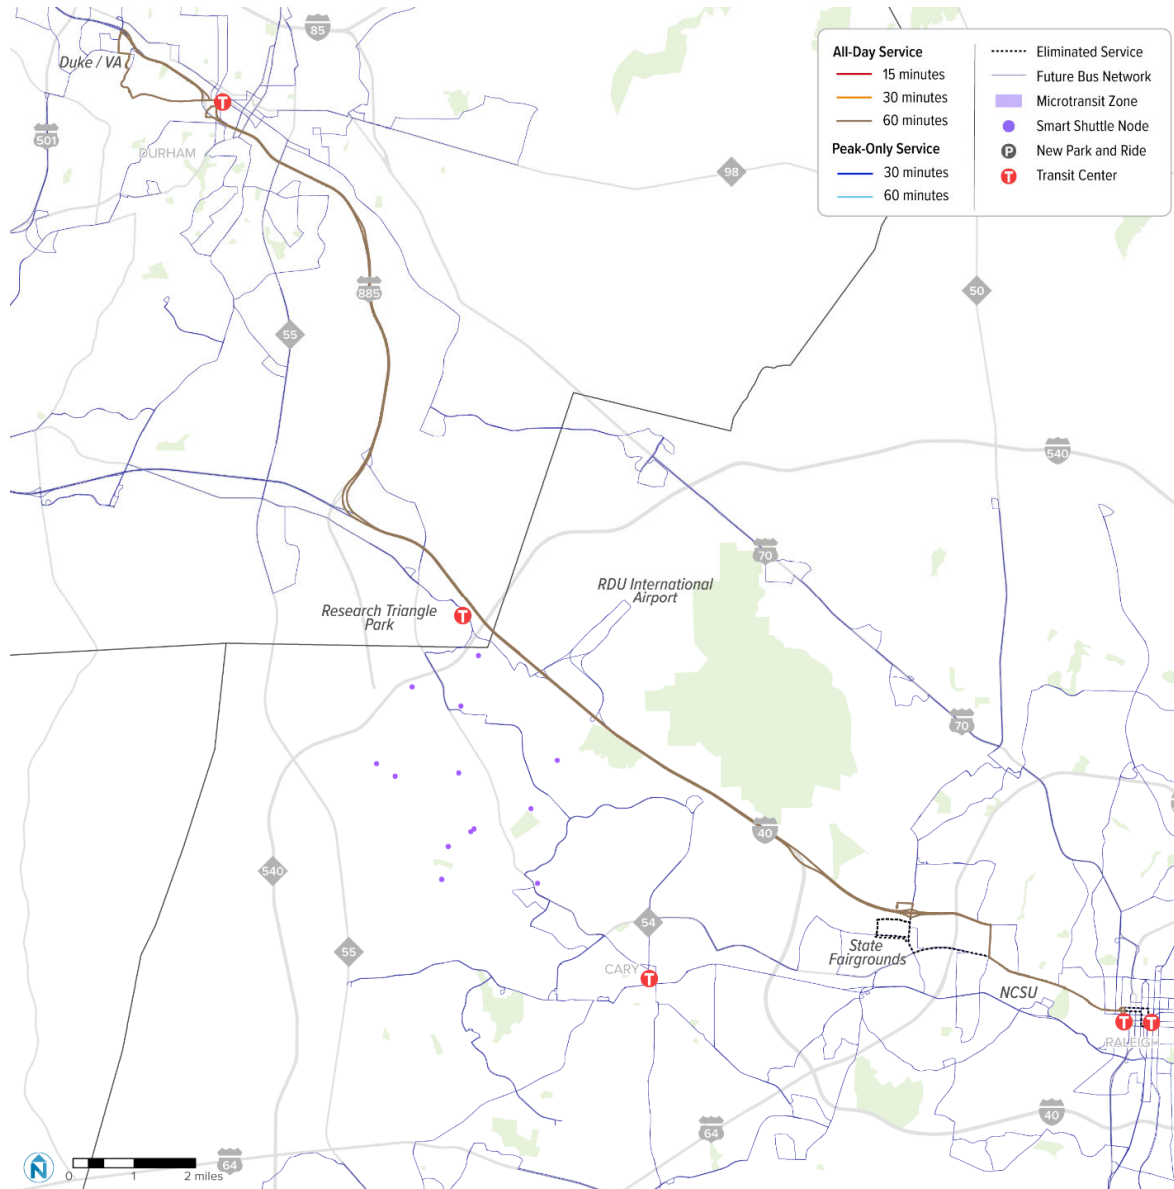 85
Duke / VA
501
DURHAM
98
All-Day Service
15 minutes
30 minutes
60 minutes
Peak-Only Service
30 minutes
60 minutes
Eliminated Service
Future Bus Network
Microtransit Zone
Smart Shuttle Node
P New Park and Ride
T Transit Center
T
885
50
55
540
70
RDU International
Airport
Research Triangle
Park
T
70
40
540
54
State
Fairgrounds
55
CARY
T
NCSU
T
T
RALEIGH
40
64
64
N
0 1 2 miles